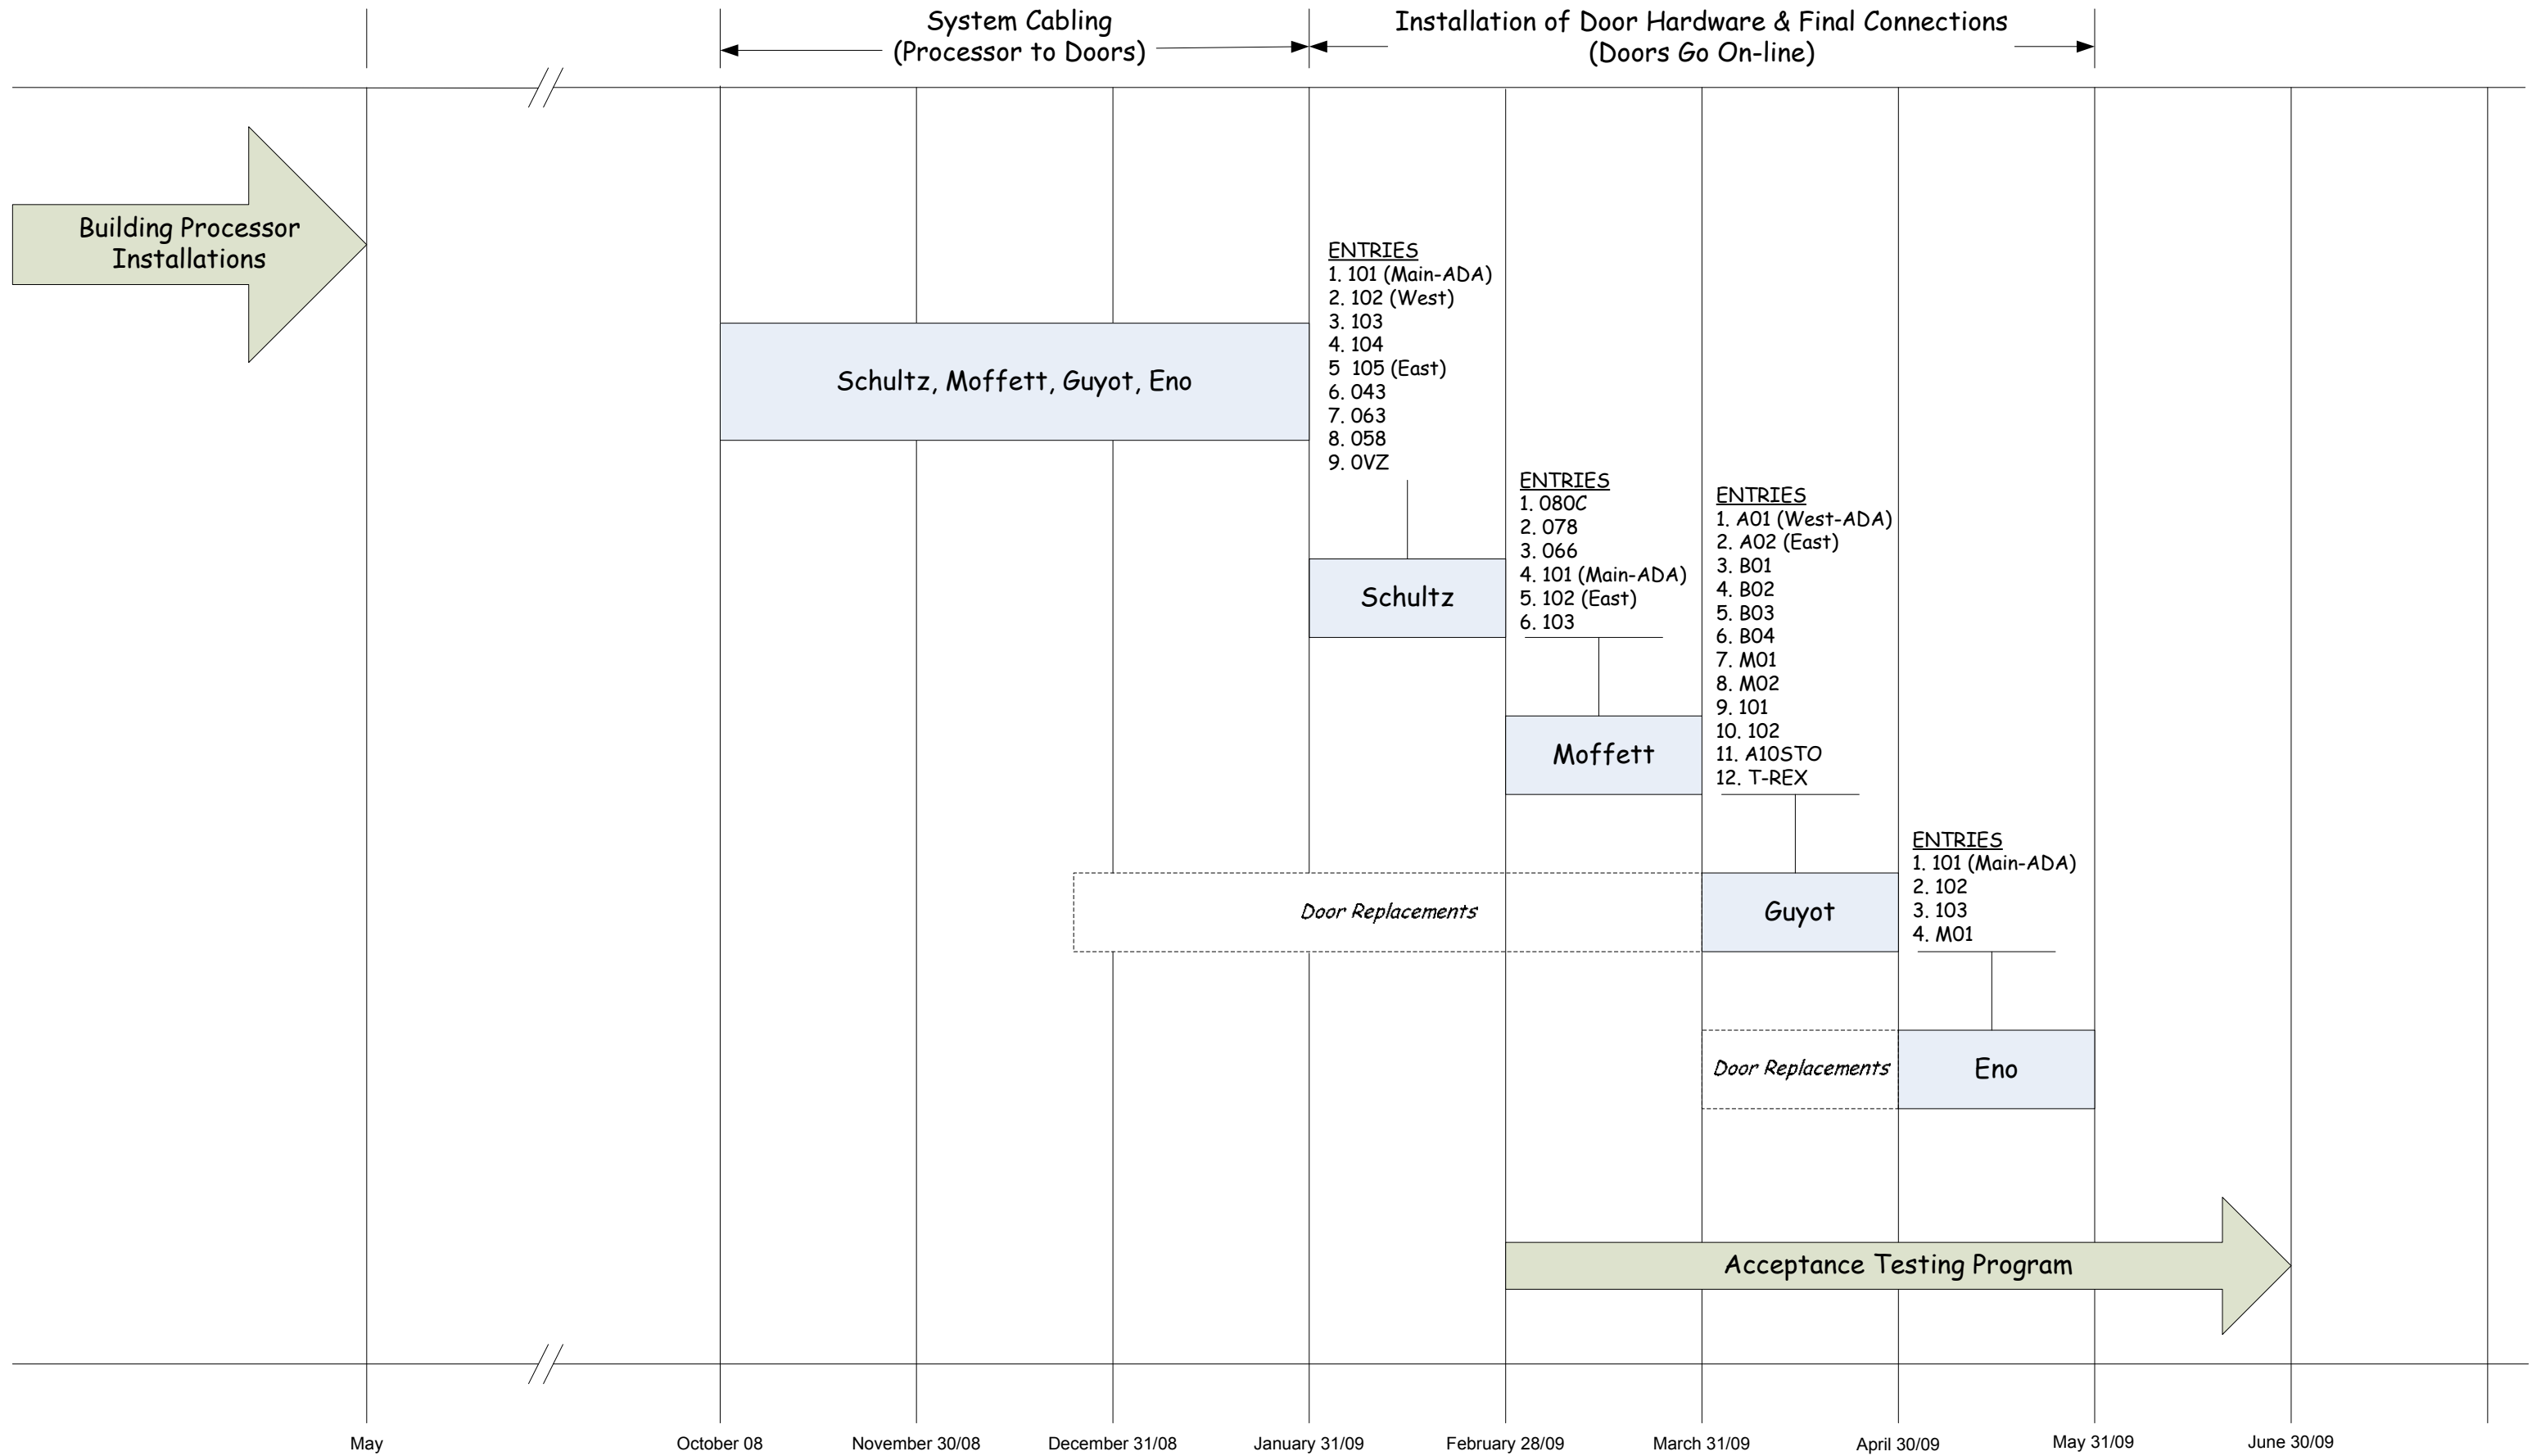 System Cabling
(Processor to Doors)
Installation of Door Hardware & Final Connections
(Doors Go On-line)
Building Processor
Installations
Schultz, Moffett, Guyot, Eno
ENTRIES
1. 101 (Main-ADA)
2. 102 (West)
3. 103
4. 104
5  105 (East)
6. 043
7. 063
8. 058
9. 0VZ
Schultz
ENTRIES
1. 080C
2. 078
3. 066
4. 101 (Main-ADA)
5. 102 (East)
6. 103
Moffett
ENTRIES
1. A01 (West-ADA)
2. A02 (East)
3. B01
4. B02
5. B03
6. B04
7. M01
8. M02
9. 101
10. 102
11. A10STO
12. T-REX
Door Replacements
Guyot
ENTRIES
1. 101 (Main-ADA)
2. 102
3. 103
4. M01
Door Replacements
Eno
Acceptance Testing Program
May
October 08
November 30/08
December 31/08
January 31/09
February 28/09
March 31/09
April 30/09
May 31/09
June 30/09